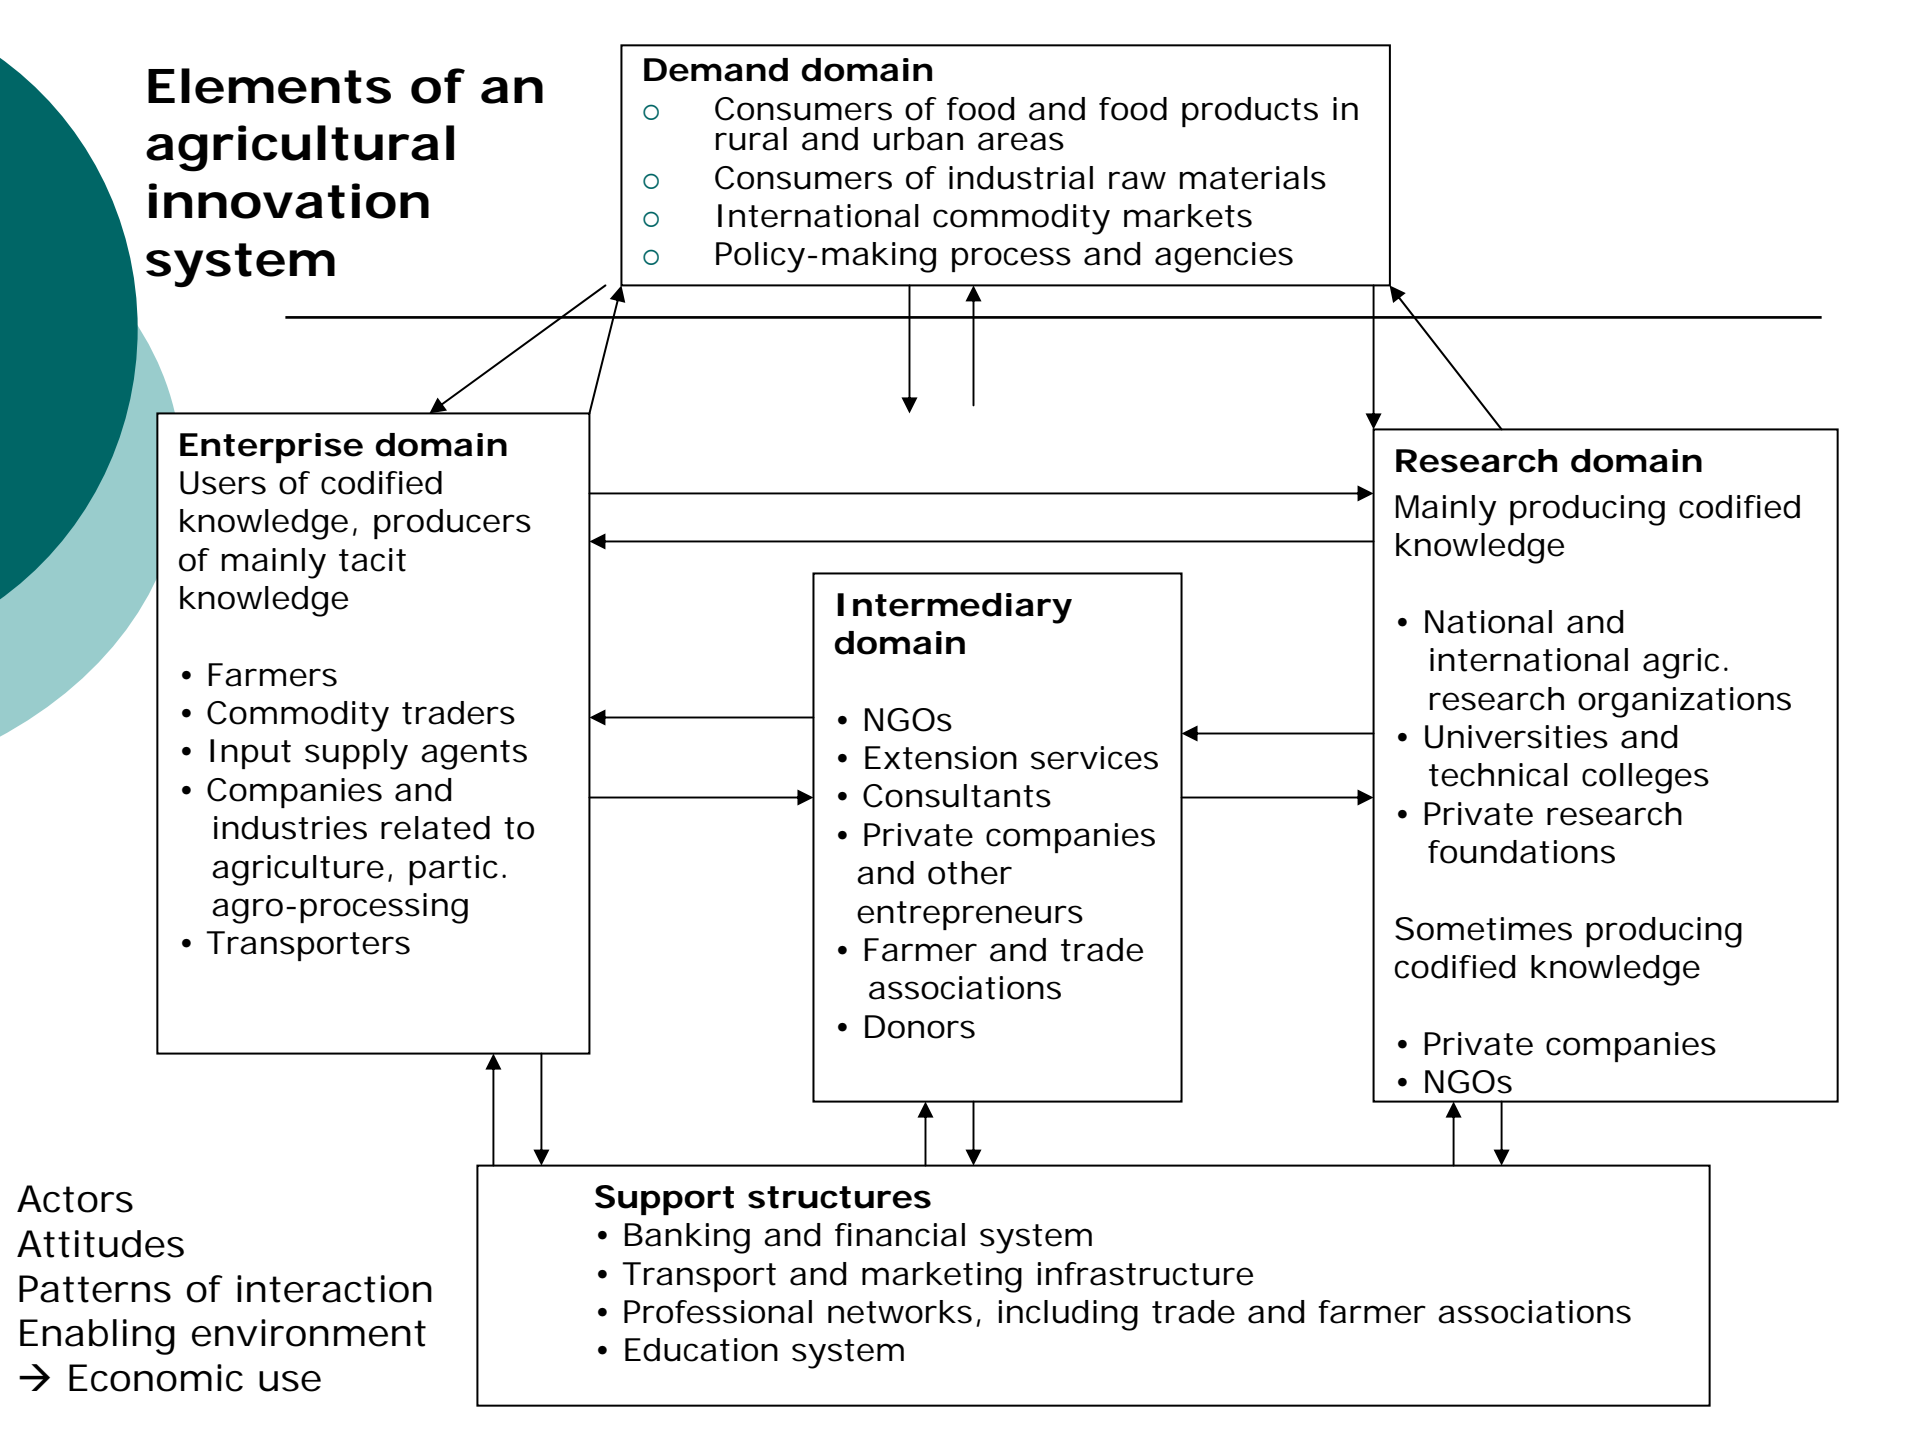 Elements of an
agricultural
innovation
system
Demand domain
○ Consumers of food and food products in
rural and urban areas
○ Consumers of industrial raw materials
○ International commodity markets
○ Policy-making process and agencies
Enterprise domain
Users of codified
knowledge, producers
of mainly tacit
knowledge
• Farmers
• Commodity traders
• Input supply agents
• Companies and
industries related to
agriculture, partic.
agro-processing
• Transporters
Intermediary
domain
• NGOs
• Extension services
• Consultants
• Private companies
and other
entrepreneurs
• Farmer and trade
associations
• Donors
Research domain
Mainly producing codified
knowledge
• National and
international agric.
research organizations
• Universities and
technical colleges
• Private research
foundations
Sometimes producing
codified knowledge
• Private companies
• NGOs
Support structures
• Banking and financial system
• Transport and marketing infrastructure
• Professional networks, including trade and farmer associations
• Education system
Actors
Attitudes
Patterns of interaction
Enabling environment
→ Economic use